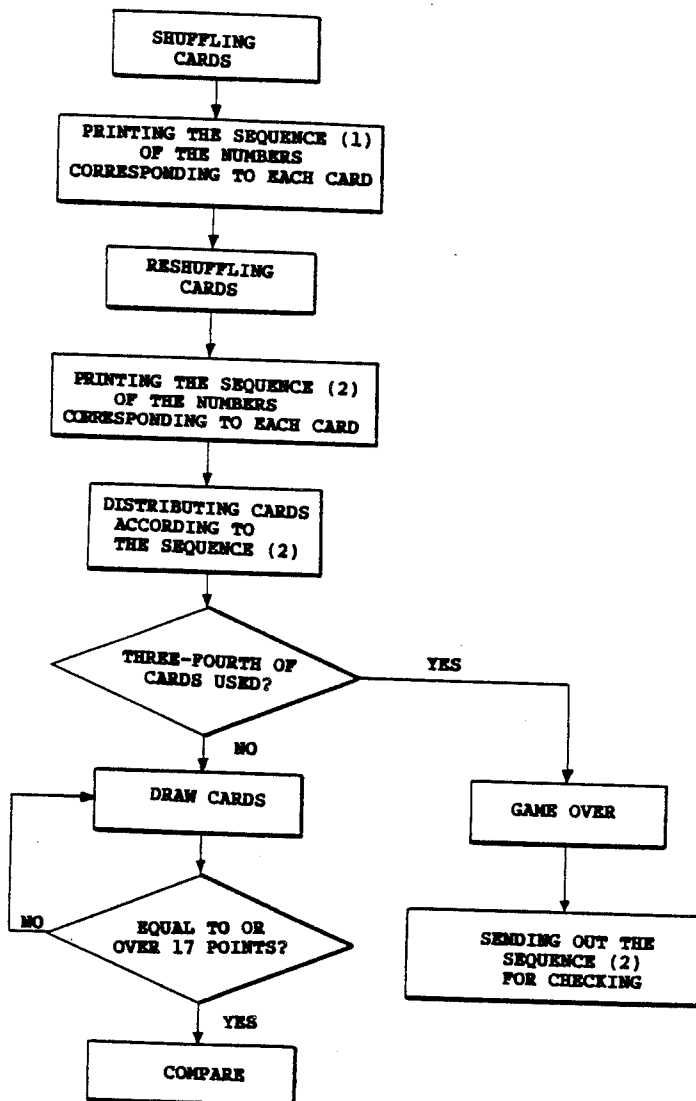 SHUFFLING
CARDS
PRINTING THE SEQUENCE (1)
OF THE NUMBERS
CORRESPONDING TO EACH CARD
RESHUFFLING
CARDS
PRINTING THE SEQUENCE (2)
OF THE NUMBERS
CORRESPONDING TO EACH CARD
DISTRIBUTING CARDS
ACCORDING TO
THE SEQUENCE (2)
THREE-FOURTH OF
CARDS USED?
YES
NO
DRAW CARDS
GAME OVER
NO
EQUAL TO OR
OVER 17 POINTS?
SENDING OUT THE
SEQUENCE (2)
FOR CHECKING
YES
COMPARE